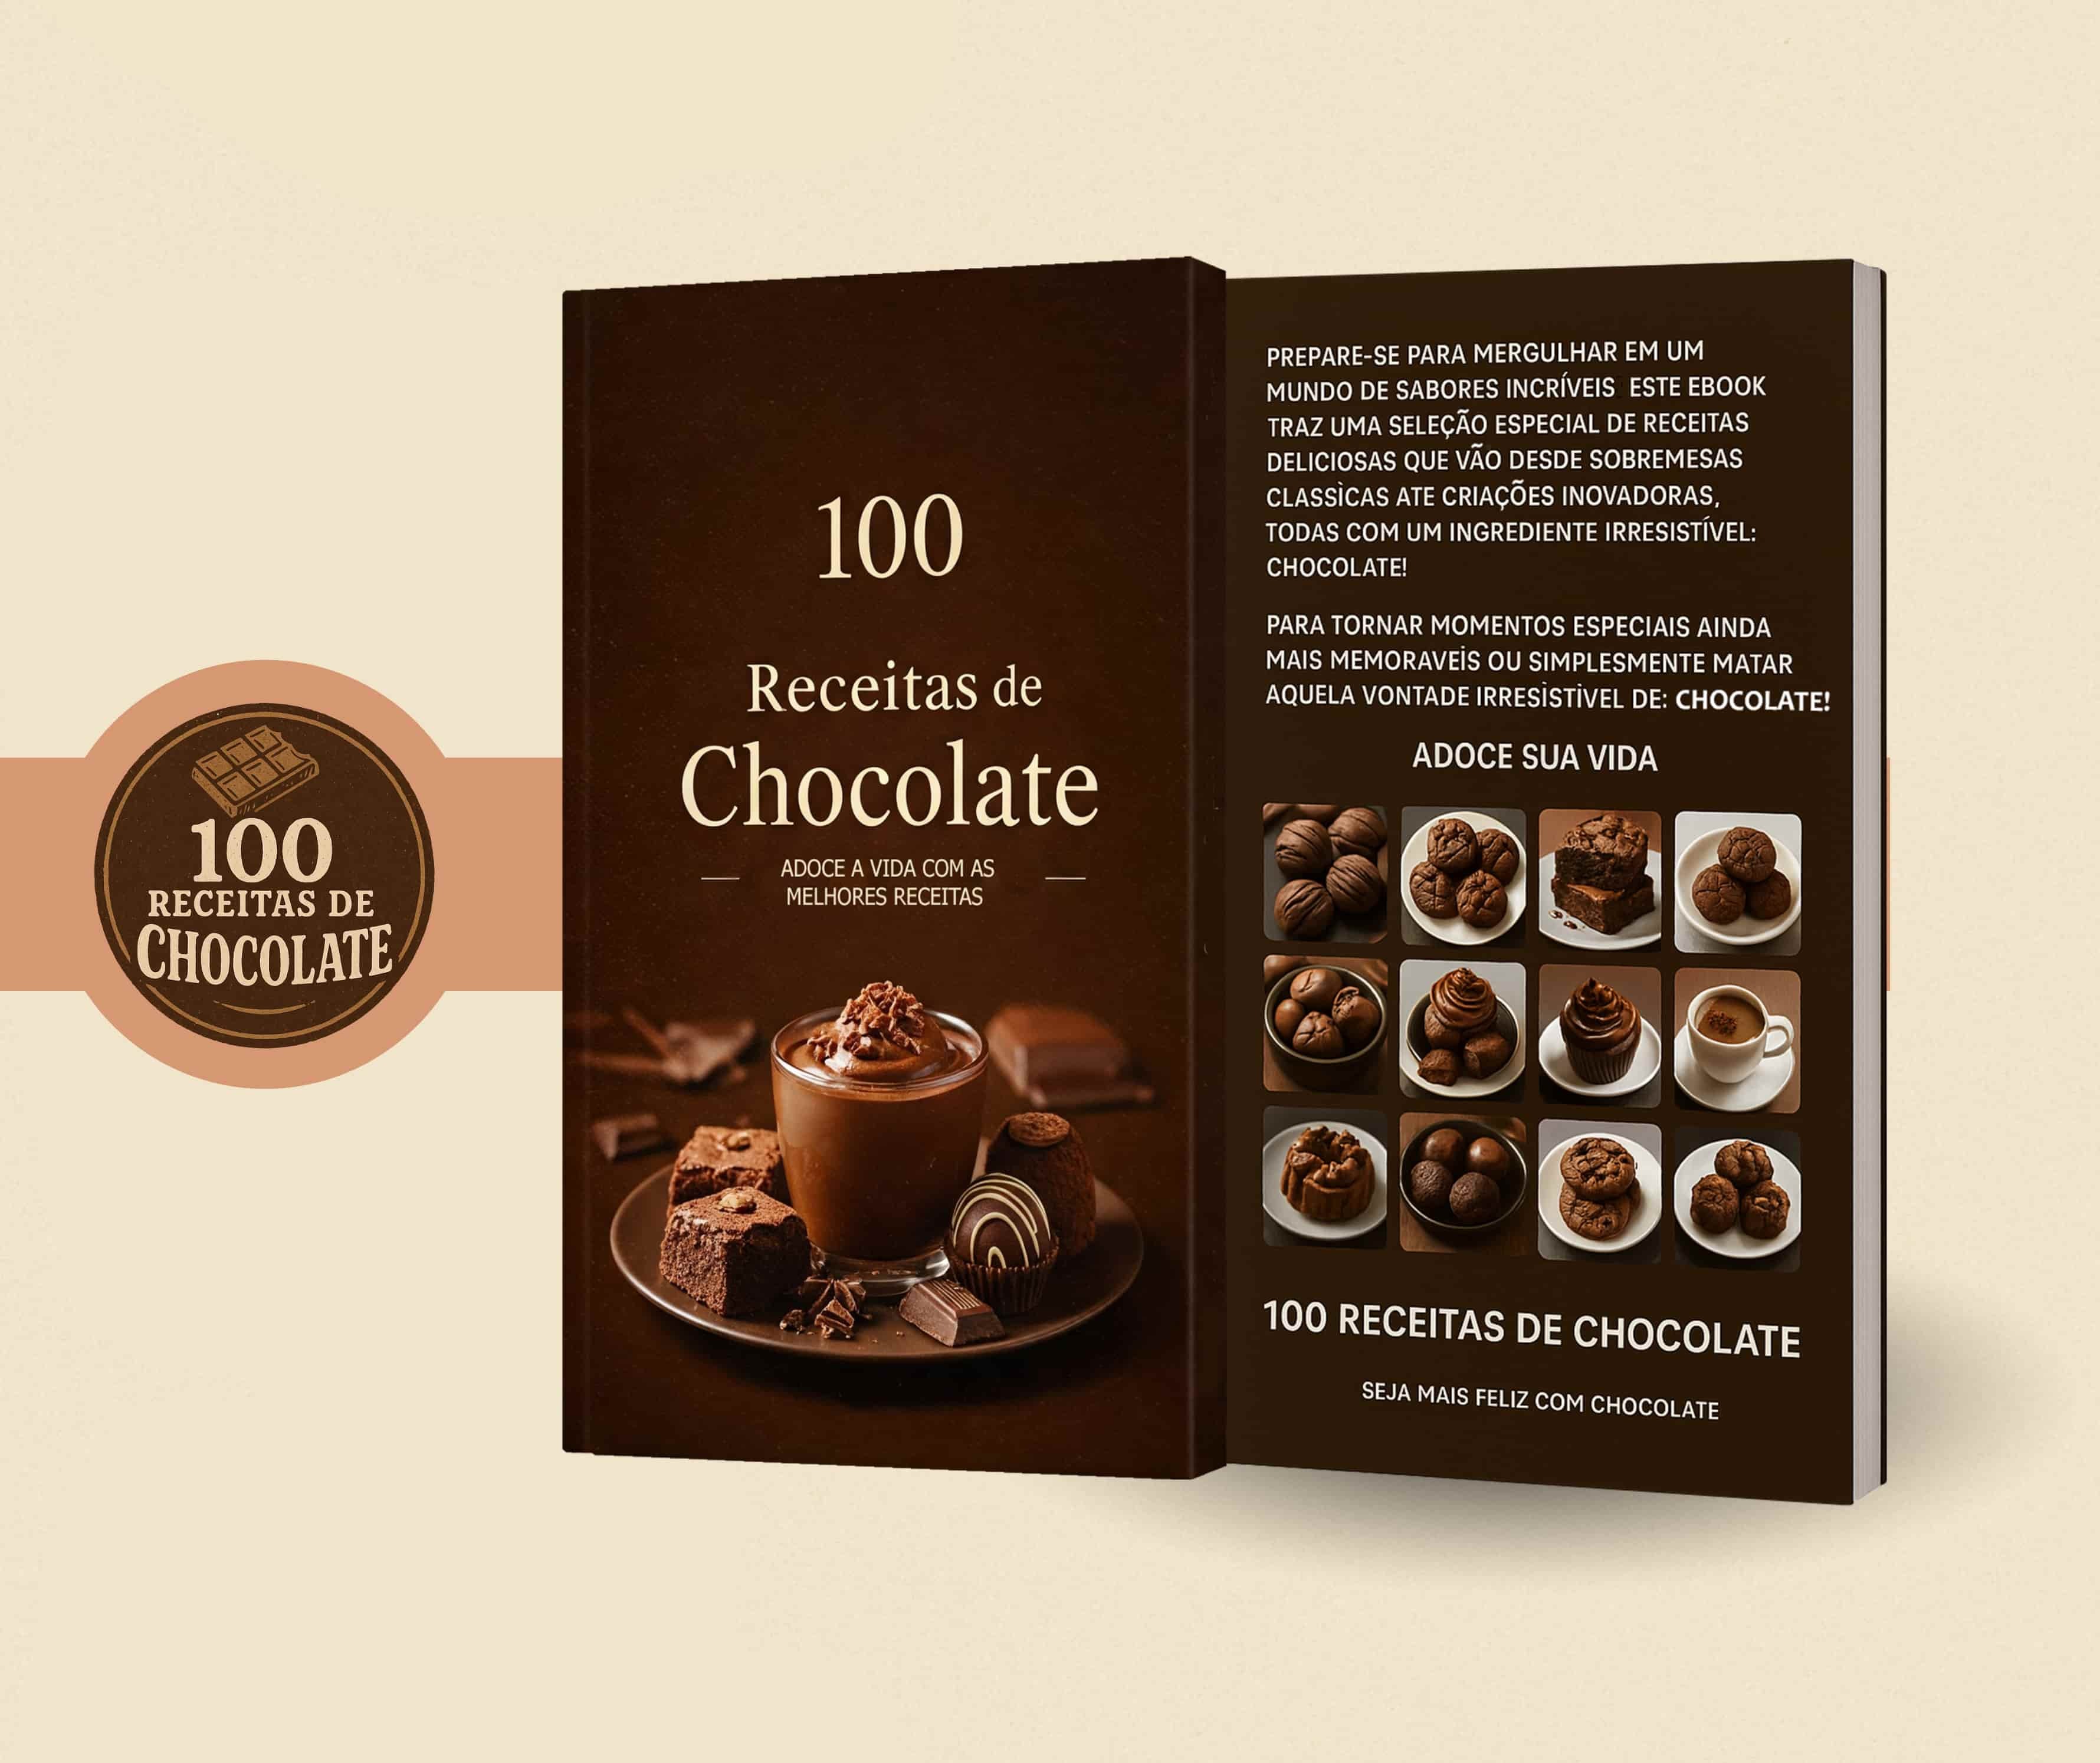 100
RECEITAS DE
CHOCOLATE
100
Receitas de
Chocolate
ADOCE A VIDA COM AS
MELHORES RECEITAS
PREPARE-SE PARA MERGULHAR EM UM
MUNDO DE SABORES INCRÍVEIS ESTE EBOOK
TRAZ UMA SELEÇÃO ESPECIAL DE RECEITAS
DELICIOSAS QUE VÃO DESDE SOBREMESAS
CLASSÌCAS ATE CRIAÇÕES INOVADORAS,
TODAS COM UM INGREDIENTE IRRESISTÍVEL:
CHOCOLATE!
PARA TORNAR MOMENTOS ESPECIAIS AINDA
MAIS MEMORAVEİS OU SIMPLESMENTE MATAR
AQUELA VONTADE IRRESÌSTİVEL DE: CHOCOLATE!
ADOCE SUA VIDA
100 RECEITAS DE CHOCOLATE
SEJA MAIS FELIZ COM CHOCOLATE